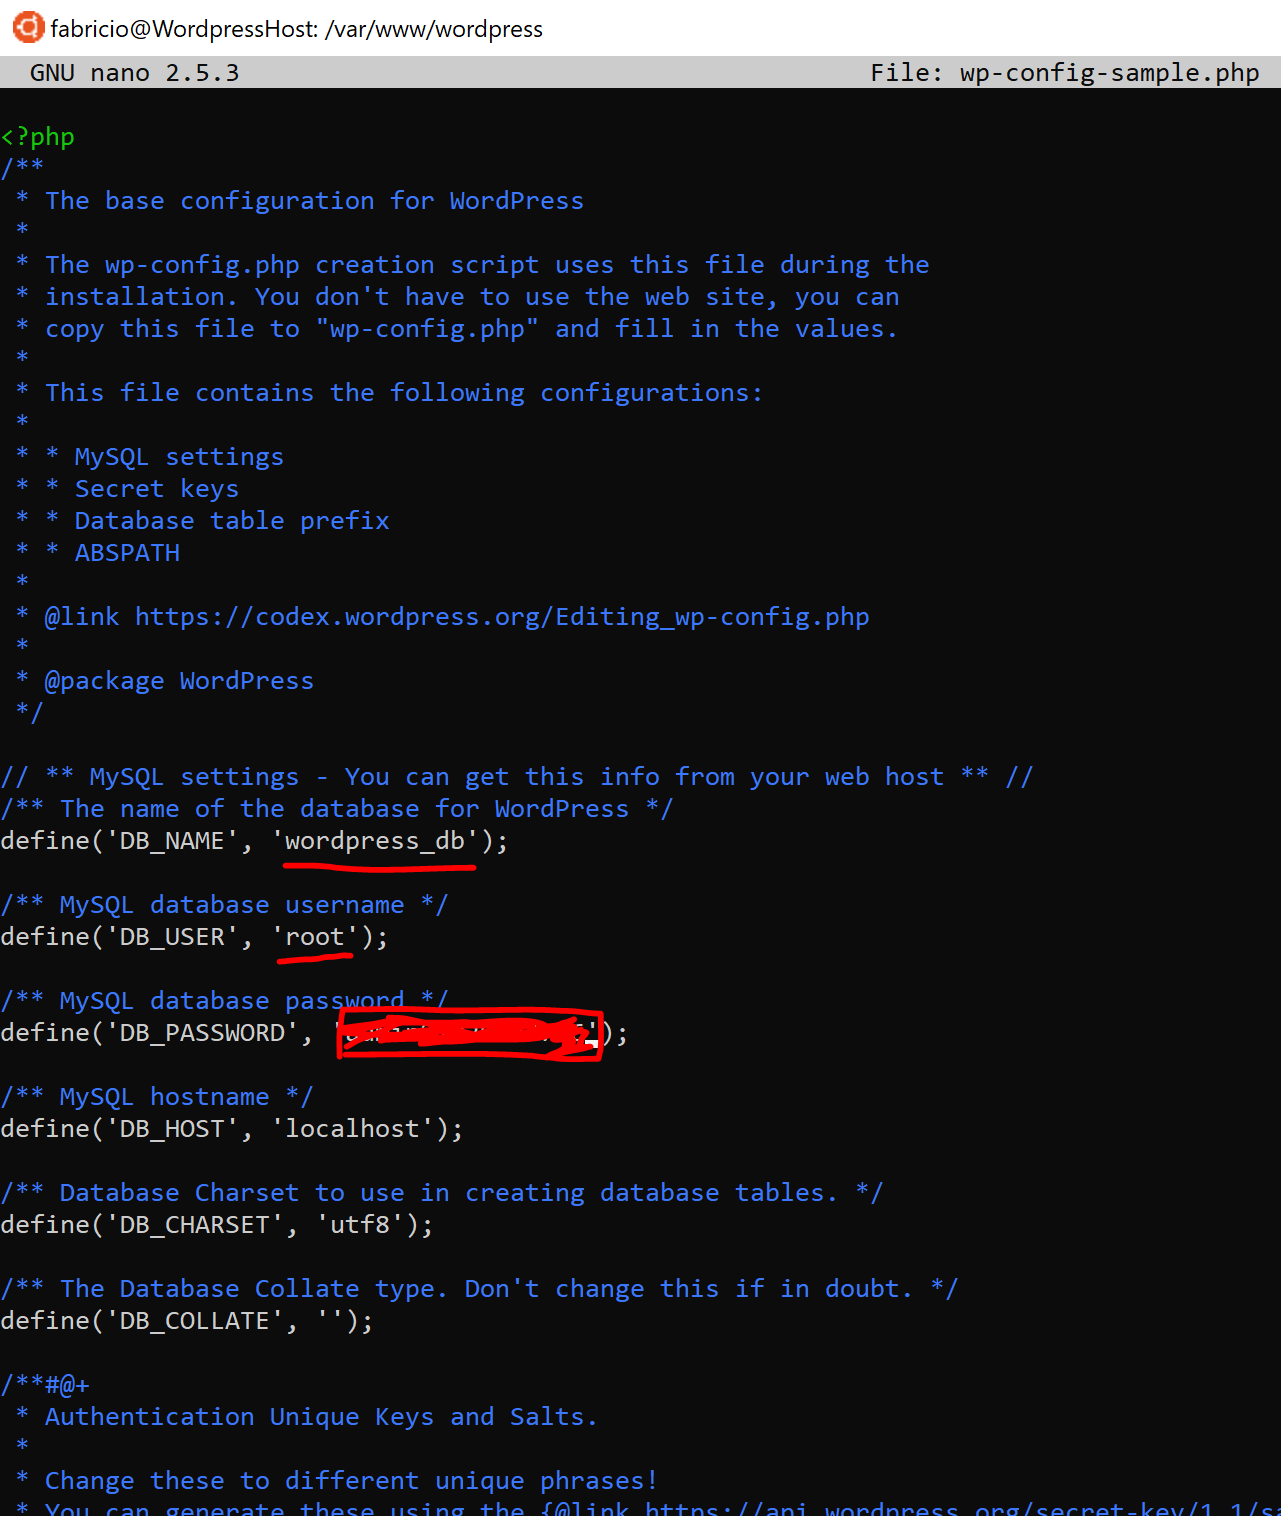 fabricio@WordpressHost: /var/www/wordpress
GNU nano 2.5.3 File: wp-config-sample.php
<?php
/**
 * The base configuration for WordPress
 *
 * The wp-config.php creation script uses this file during the
 * installation. You don't have to use the web site, you can
 * copy this file to "wp-config.php" and fill in the values.
 *
 * This file contains the following configurations:
 *
 * * MySQL settings
 * * Secret keys
 * * Database table prefix
 * * ABSPATH
 *
 * @link https://codex.wordpress.org/Editing_wp-config.php
 *
 * @package WordPress
 */
// ** MySQL settings - You can get this info from your web host ** //
/** The name of the database for WordPress */
define('DB_NAME', 'wordpress_db');
/** MySQL database username */
define('DB_USER', 'root');
/** MySQL database password */
define('DB_PASSWORD', ');
/** MySQL hostname */
define('DB_HOST', 'localhost');
/** Database Charset to use in creating database tables. */
define('DB_CHARSET', 'utf8');
/** The Database Collate type. Don't change this if in doubt. */
define('DB_COLLATE', '');
/**#@+
 * Authentication Unique Keys and Salts.
 *
 * Change these to different unique phrases!
 * You can generate these using the {@link https://api.wordpress.org/secret-key/1.1/sa